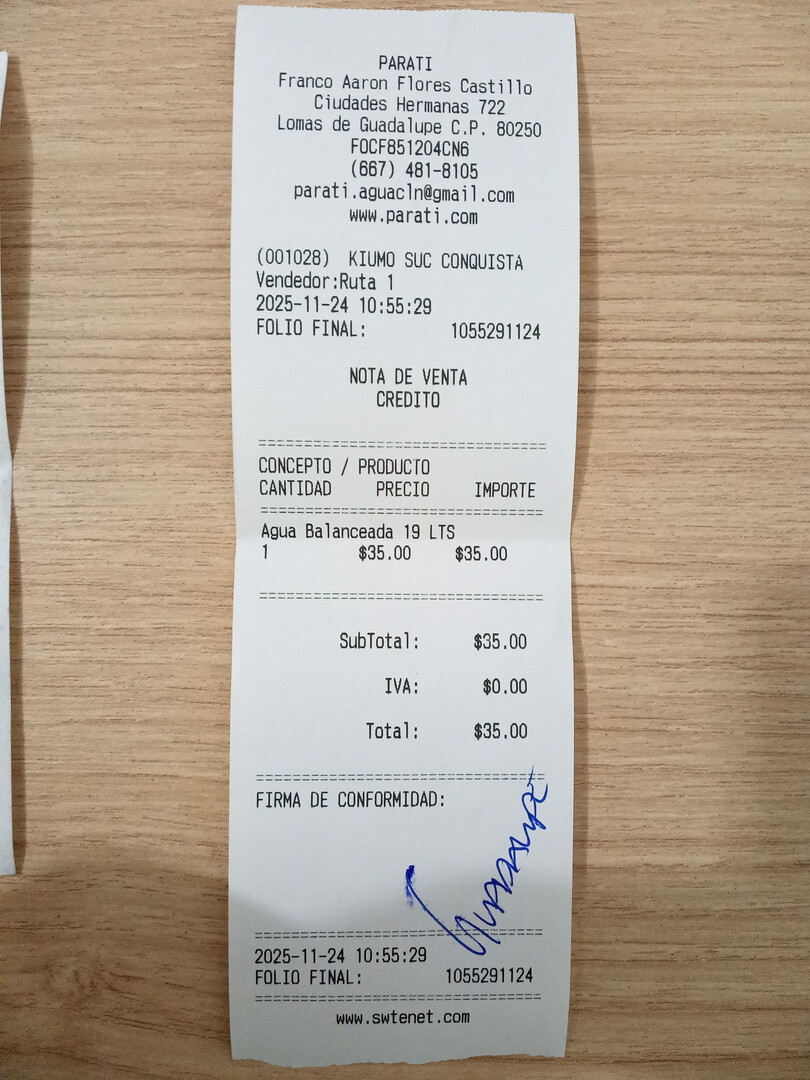 PARATI
Franco Aaron Flores Castillo
Ciudades Hermanas 722
Lomas de Guadalupe C.P. 80250
FOCF851204CN6
(667) 481-8105
parati.aguacln@gmail.com
www.parati.com
(001028) KIUMO SUC CONQUISTA
Vendedor:Ruta 1
2025-11-24 10:55:29
FOLIO FINAL: 1055291124
NOTA DE VENTA
CREDITO
CONCEPTO / PRODUCTO
CANTIDAD PRECIO IMPORTE
Agua Balanceada 19 LTS
1 $35.00 $35.00
SubTotal: $35.00
IVA: $0.00
Total: $35.00
FIRMA DE CONFORMIDAD:
2025-11-24 10:55:29
FOLIO FINAL: 1055291124
www.swtenet.com